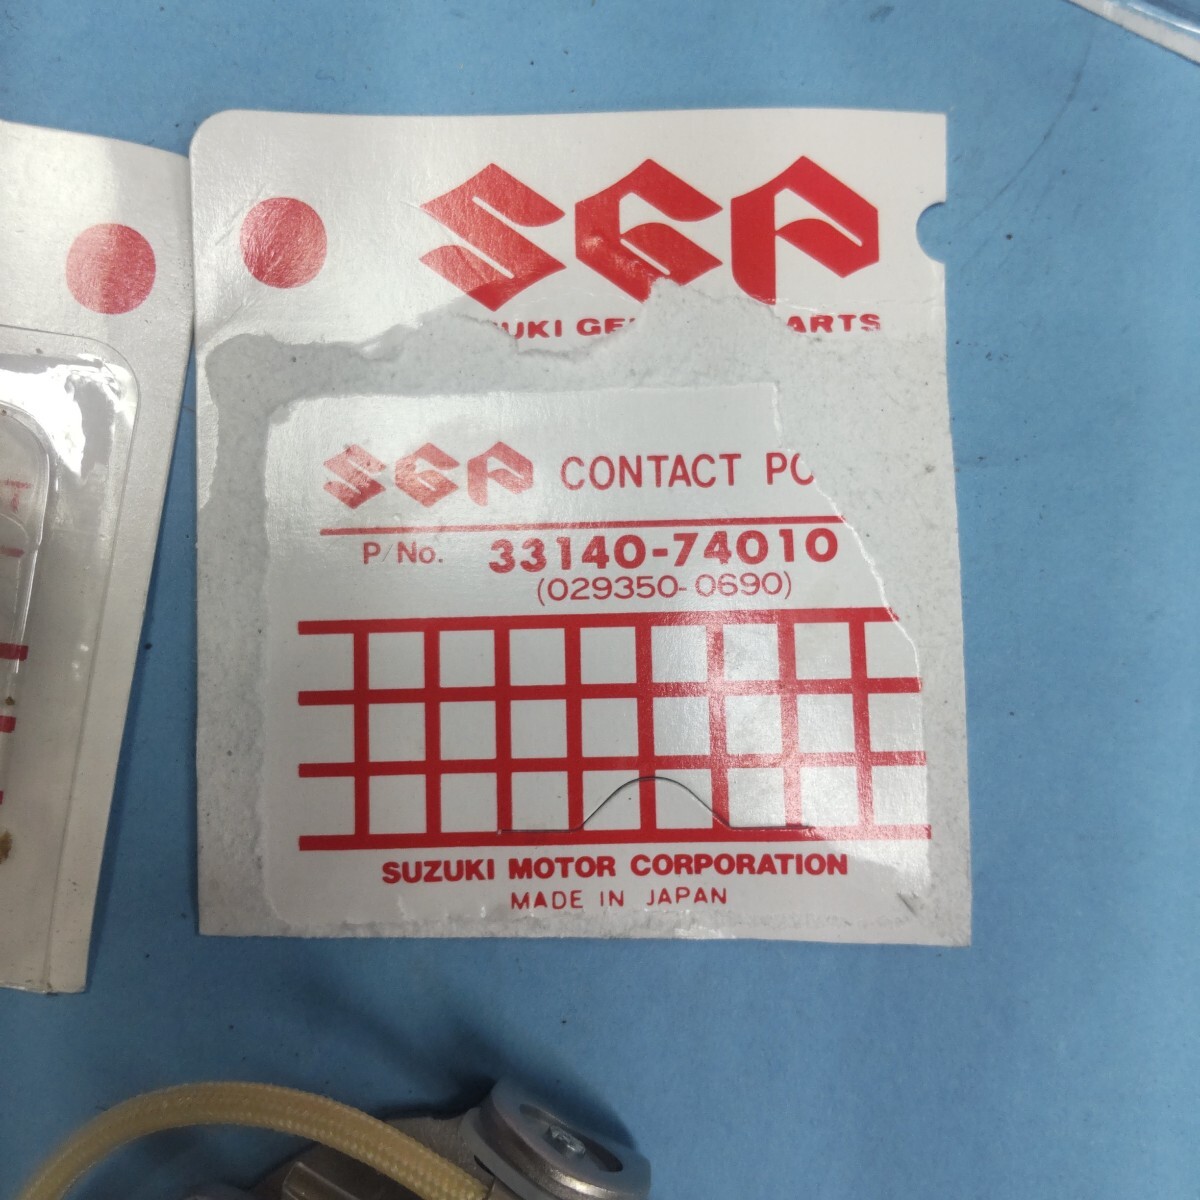 SGP
UKI GE ARTS
SGP CONTACT PO
P/No. 33140-74010
(029350-0690)
SUZUKI MOTOR CORPORATION
MADE IN JAPAN